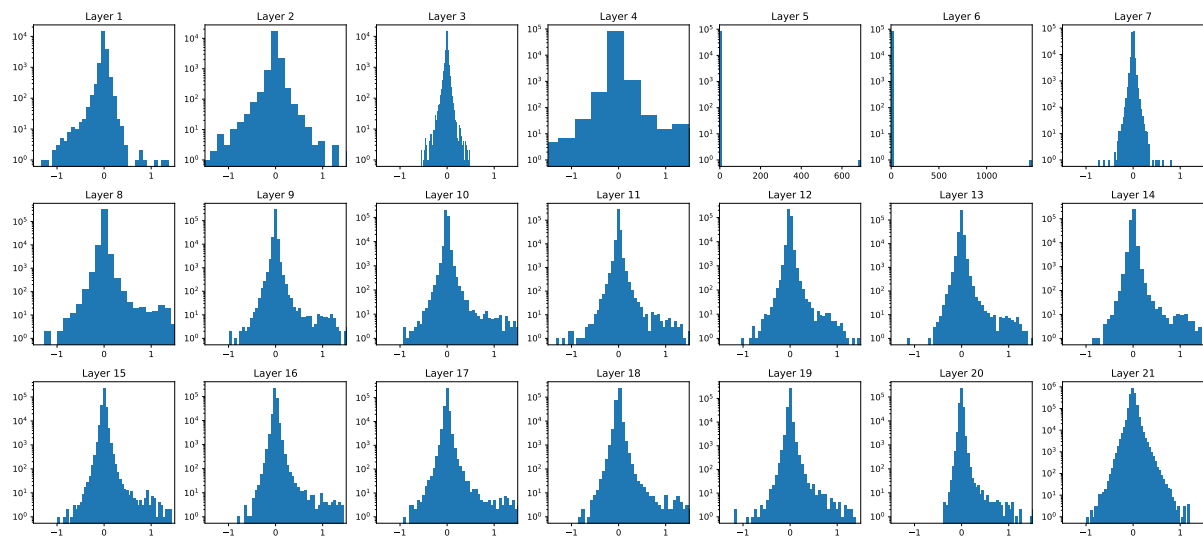 Layer 1 Layer 2 Layer 3 Layer 4 Layer 5 Layer 6 Layer 7
10⁴ 10³ 10² 10¹ 10⁰ −1 0 1
10⁴ 10³ 10² 10¹ 10⁰ −1 0 1
10⁴ 10³ 10² 10¹ 10⁰ −1 0 1
10⁵ 10⁴ 10³ 10² 10¹ 10⁰ −1 0 1
10⁵ 10⁴ 10³ 10² 10¹ 10⁰ 0 200 400 600
10⁵ 10⁴ 10³ 10² 10¹ 10⁰ 0 500 1000
10⁵ 10⁴ 10³ 10² 10¹ 10⁰ −1 0 1
Layer 8 Layer 9 Layer 10 Layer 11 Layer 12 Layer 13 Layer 14
10⁵ 10⁴ 10³ 10² 10¹ 10⁰ −1 0 1
10⁵ 10⁴ 10³ 10² 10¹ 10⁰ −1 0 1
10⁵ 10⁴ 10³ 10² 10¹ 10⁰ −1 0 1
10⁵ 10⁴ 10³ 10² 10¹ 10⁰ −1 0 1
10⁵ 10⁴ 10³ 10² 10¹ 10⁰ −1 0 1
10⁵ 10⁴ 10³ 10² 10¹ 10⁰ −1 0 1
10⁵ 10⁴ 10³ 10² 10¹ 10⁰ −1 0 1
Layer 15 Layer 16 Layer 17 Layer 18 Layer 19 Layer 20 Layer 21
10⁵ 10⁴ 10³ 10² 10¹ 10⁰ −1 0 1
10⁵ 10⁴ 10³ 10² 10¹ 10⁰ −1 0 1
10⁵ 10⁴ 10³ 10² 10¹ 10⁰ −1 0 1
10⁵ 10⁴ 10³ 10² 10¹ 10⁰ −1 0 1
10⁵ 10⁴ 10³ 10² 10¹ 10⁰ −1 0 1
10⁵ 10⁴ 10³ 10² 10¹ 10⁰ −1 0 1
10⁶ 10⁵ 10⁴ 10³ 10² 10¹ 10⁰ −1 0 1